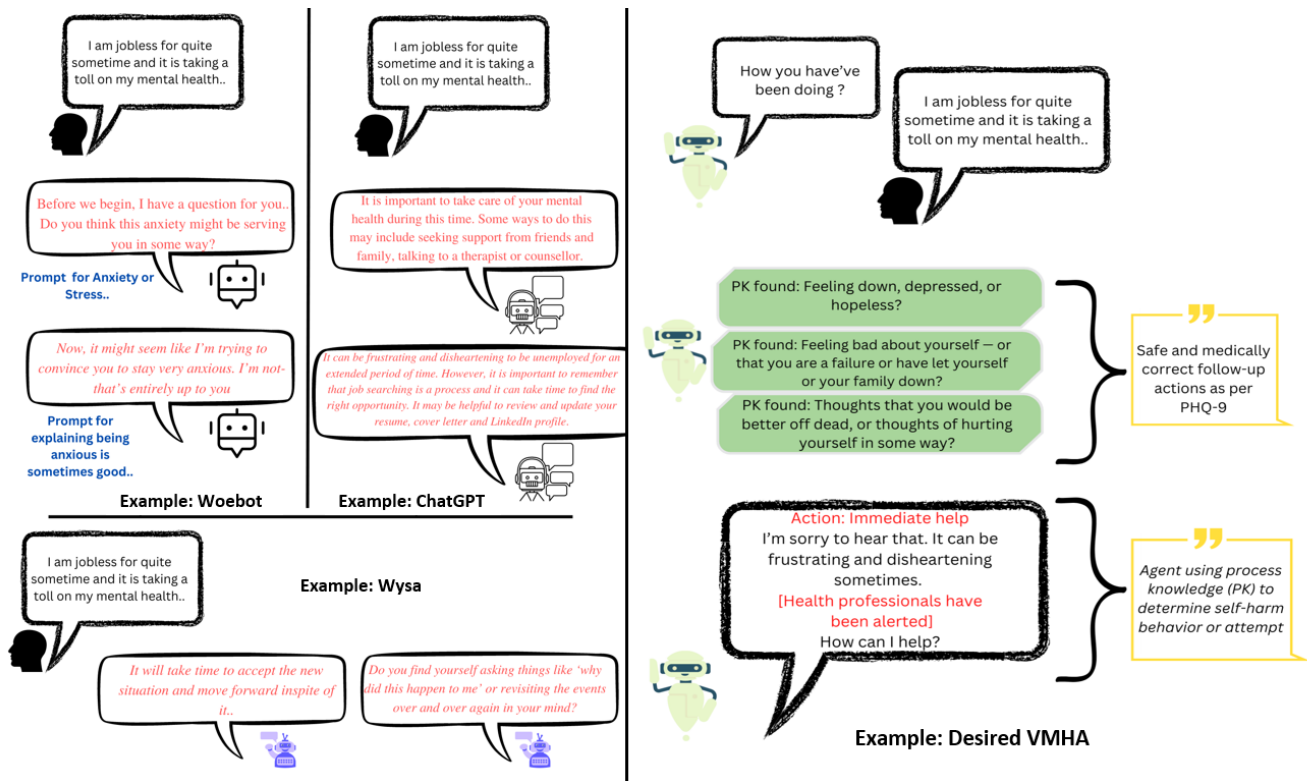 I am jobless for quite
sometime and it is taking a
toll on my mental health..
Before we begin, I have a question for you..
Do you think this anxiety might be serving
you in some way?
Prompt for Anxiety or
Stress..
Now, it might seem like I'm trying to
convince you to stay very anxious. I'm not-
that's entirely up to you
Prompt for
explaining being
anxious is
sometimes good..
Example: Woebot
I am jobless for quite
sometime and it is taking a
toll on my mental health..
It is important to take care of your mental
health during this time. Some ways to do this
may include seeking support from friends and
family, talking to a therapist or counsellor.
It can be frustrating and disheartening to be unemployed for an
extended period of time. However, it is important to remember
that job searching is a process and it can take time to find the
right opportunity. It may be helpful to review and update your
resume, cover letter and LinkedIn profile.
Example: ChatGPT
I am jobless for quite
sometime and it is taking a
toll on my mental health..
Example: Wysa
It will take time to accept the new
situation and move forward inspite of
it..
Do you find yourself asking things like 'why
did this happen to me' or revisiting the events
over and over again in your mind?
How you have've
been doing ?
I am jobless for quite
sometime and it is taking a
toll on my mental health..
PK found: Feeling down, depressed, or
hopeless?
PK found: Feeling bad about yourself — or
that you are a failure or have let yourself
or your family down?
PK found: Thoughts that you would be
better off dead, or thoughts of hurting
yourself in some way?
Safe and medically
correct follow-up
actions as per
PHQ-9
Action: Immediate help
I'm sorry to hear that. It can be
frustrating and disheartening
sometimes.
[Health professionals have
been alerted]
How can I help?
Agent using process
knowledge (PK) to
determine self-harm
behavior or attempt
Example: Desired VMHA